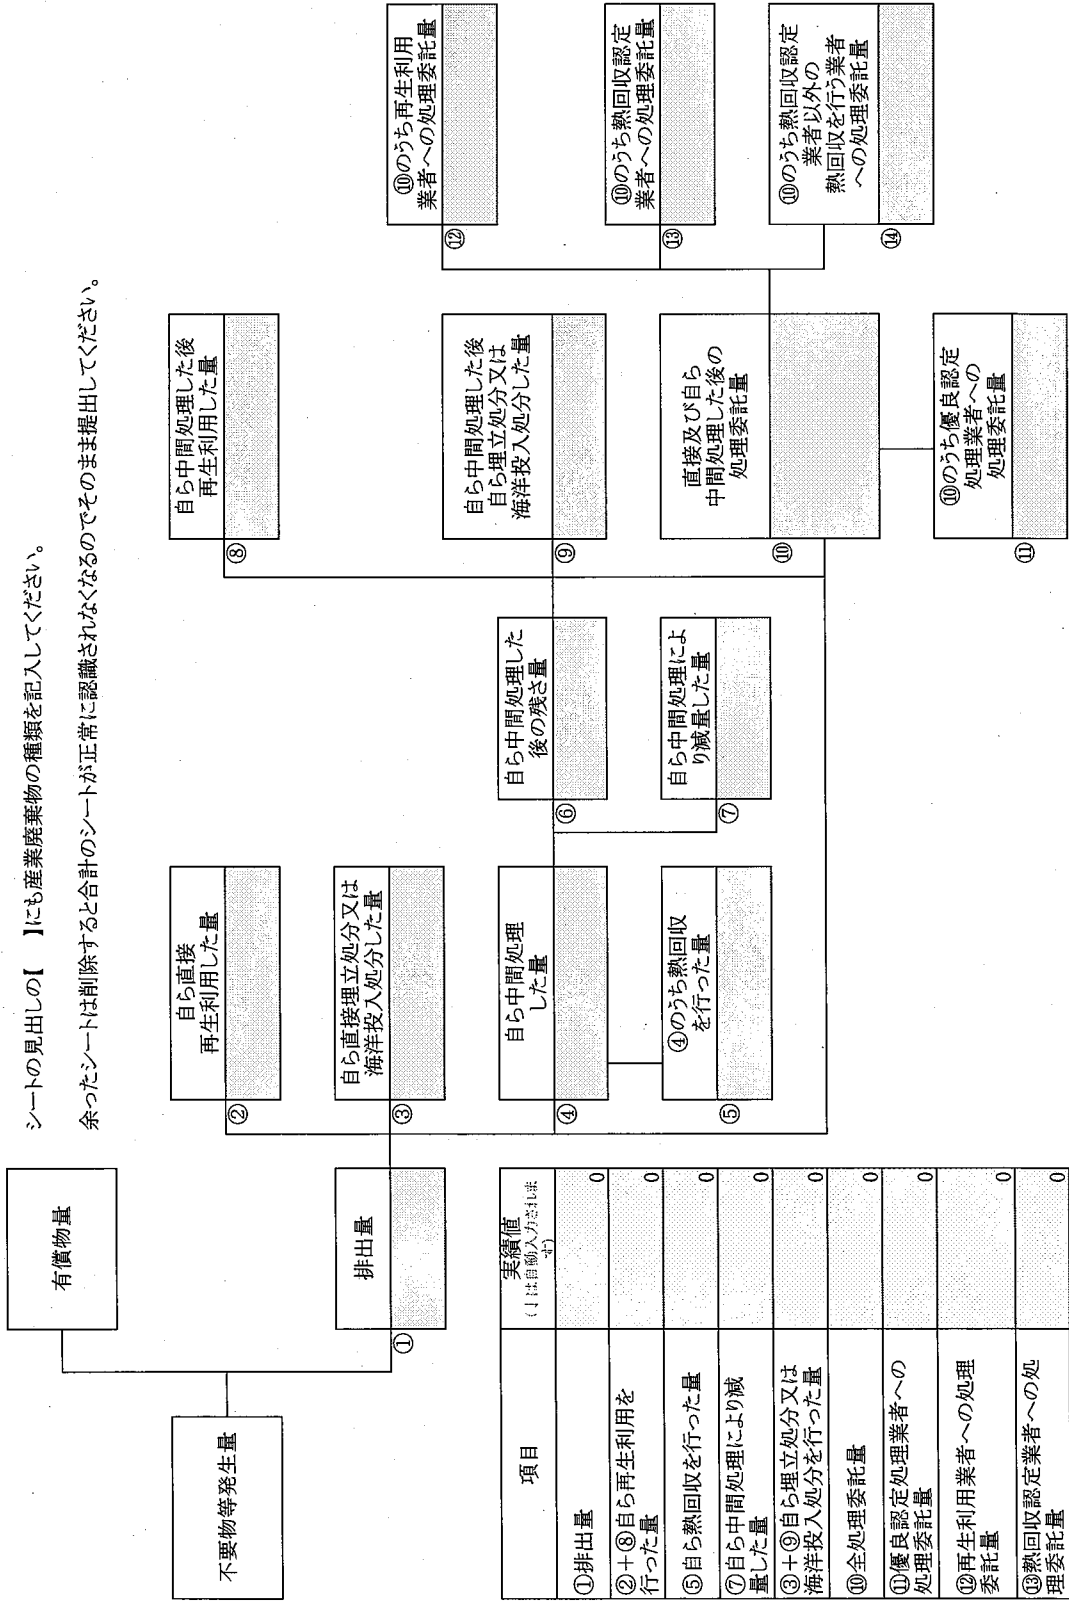 シートの見出しの【　】にも産業廃棄物の種類を記入してください。
余ったシートは削除すると合計のシートが正常に認識されなくなるのでそのまま提出してください。
有償物量
不要物等発生量
排出量
①
自ら直接
再生利用した量
②
自ら直接埋立処分又は
海洋投入処分した量
③
自ら中間処理
した量
④
④のうち熱回収
を行った量
⑤
自ら中間処理した
後の残さ量
⑥
自ら中間処理によ
り減量した量
⑦
自ら中間処理した後
再生利用した量
⑧
自ら中間処理した後
自ら埋立処分又は
海洋投入処分した量
⑨
直接及び自ら
中間処理した後の
処理委託量
⑩
⑩のうち優良認定
処理業者への
処理委託量
⑪
⑩のうち再生利用
業者への処理委託量
⑫
⑩のうち熱回収認定
業者への処理委託量
⑬
⑩のうち熱回収認定
業者以外の
熱回収を行う業者
への処理委託量
⑭
項目
実績値
は自動入力されま
す)
①排出量
0
②＋⑧自ら再生利用を
行った量
0
⑤自ら熱回収を行った量
0
⑦自ら中間処理により減
量した量
0
③＋⑨自ら埋立処分又は
海洋投入処分を行った量
0
⑩全処理委託量
0
⑪優良認定処理業者への
処理委託量
0
⑫再生利用業者への処理
委託量
0
⑬熱回収認定業者への処
理委託量
0